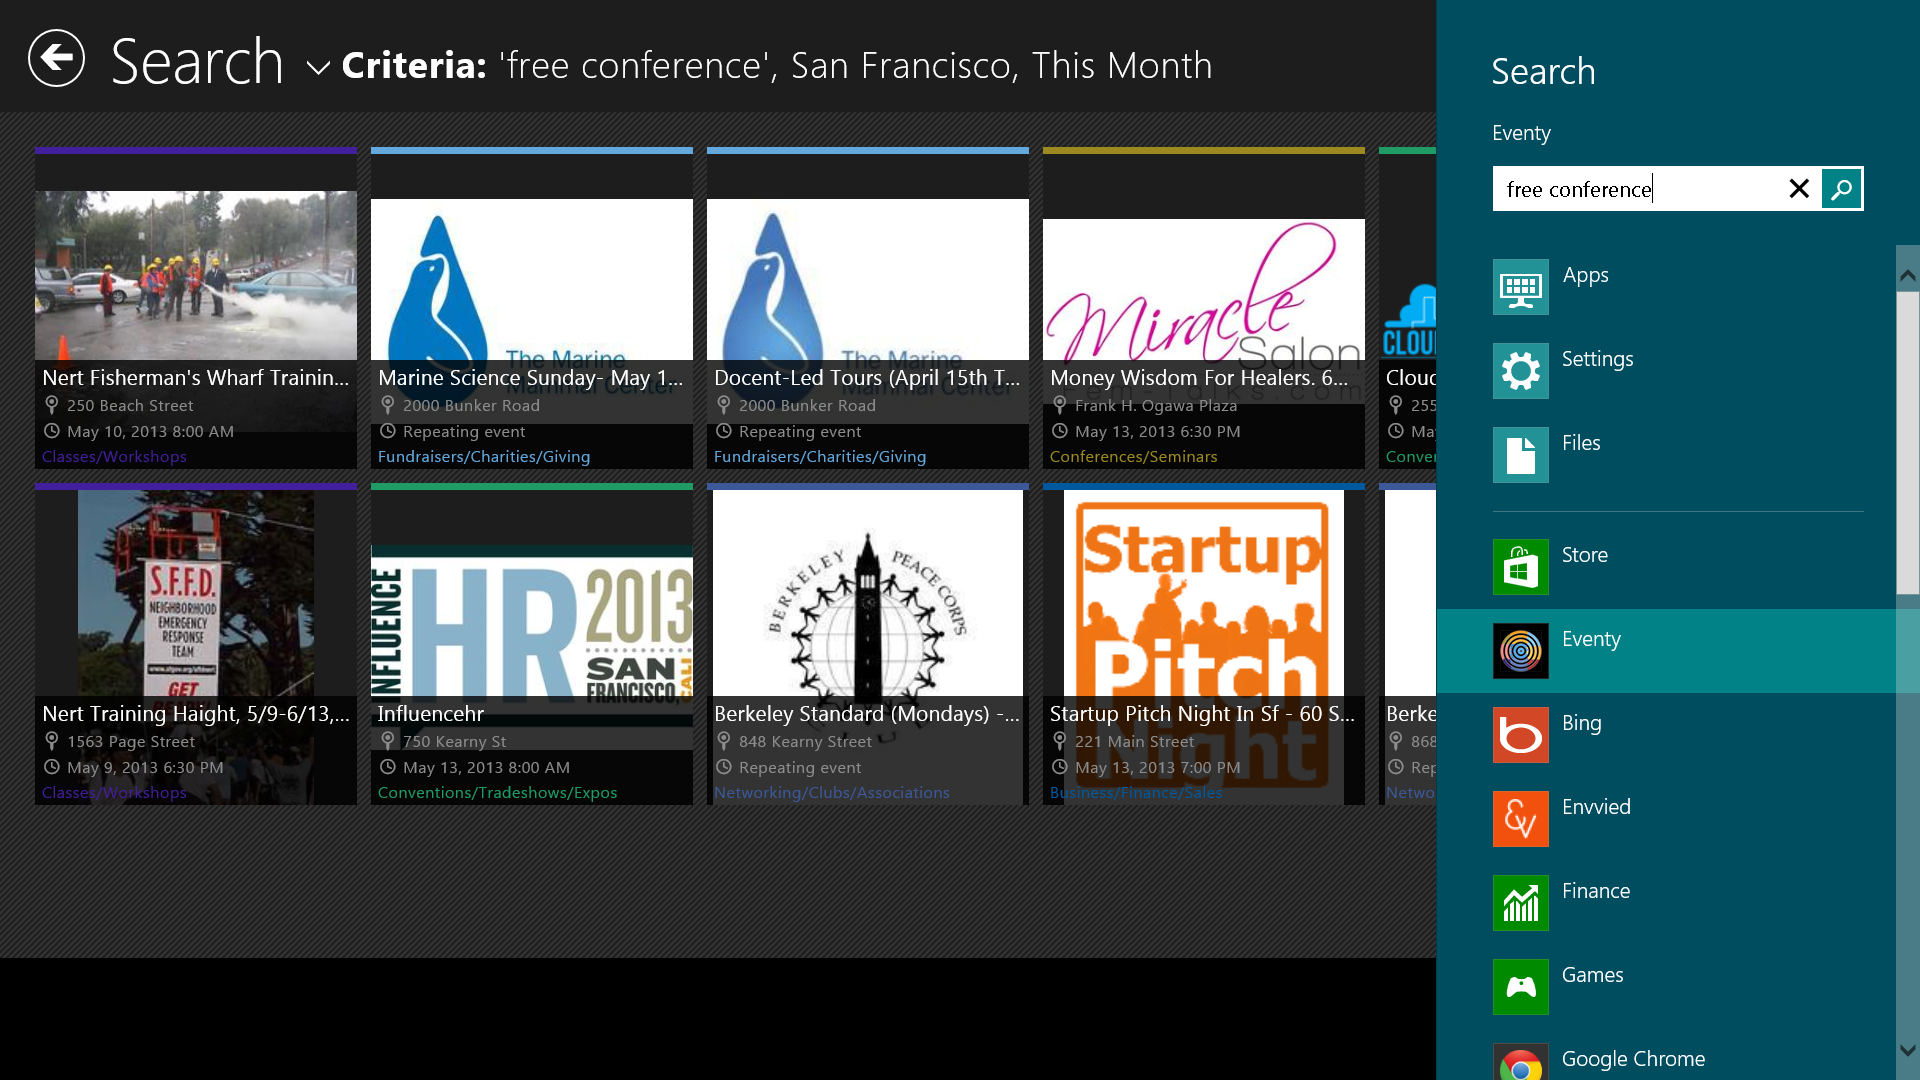 Search
Criteria: 'free conference', San Francisco, This Month
The Marine
Mammal Center
Nert Fisherman's Wharf Trainin...
250 Beach Street
May 10, 2013 8:00 AM
Classes/Workshops
Marine Science Sunday- May 1...
2000 Bunker Road
Repeating event
Fundraisers/Charities/Giving
The Marine
Mammal Center
Docent-Led Tours (April 15th T...
2000 Bunker Road
Repeating event
Fundraisers/Charities/Giving
Miracle
Salon
Money Wisdom For Healers. 6...
Frank H. Ogawa Plaza
May 13, 2013 6:30 PM
Conferences/Seminars
CLOU
Cloud
255
May
Conven
S.F.F.D.
NEIGHBORHOOD
EMERGENCY
RESPONSE
TEAM
GET
Nert Training Haight, 5/9-6/13,...
1563 Page Street
May 9, 2013 6:30 PM
Classes/Workshops
INFLUENCE
HR
2013
SAN
FRANCISCO,
CALI
Influencehr
750 Kearny St
May 13, 2013 8:00 AM
Conventions/Tradeshows/Expos
BERKELEY PEACE CORPS
Berkeley Standard (Mondays) -...
848 Kearny Street
Repeating event
Networking/Clubs/Associations
Startup
Pitch
Night
Startup Pitch Night In Sf - 60 S...
221 Main Street
May 13, 2013 7:00 PM
Business/Finance/Sales
Berke
868
Rep
Netwo
Search
Eventy
free conference
Apps
Settings
Files
Store
Eventy
Bing
Envvied
Finance
Games
Google Chrome